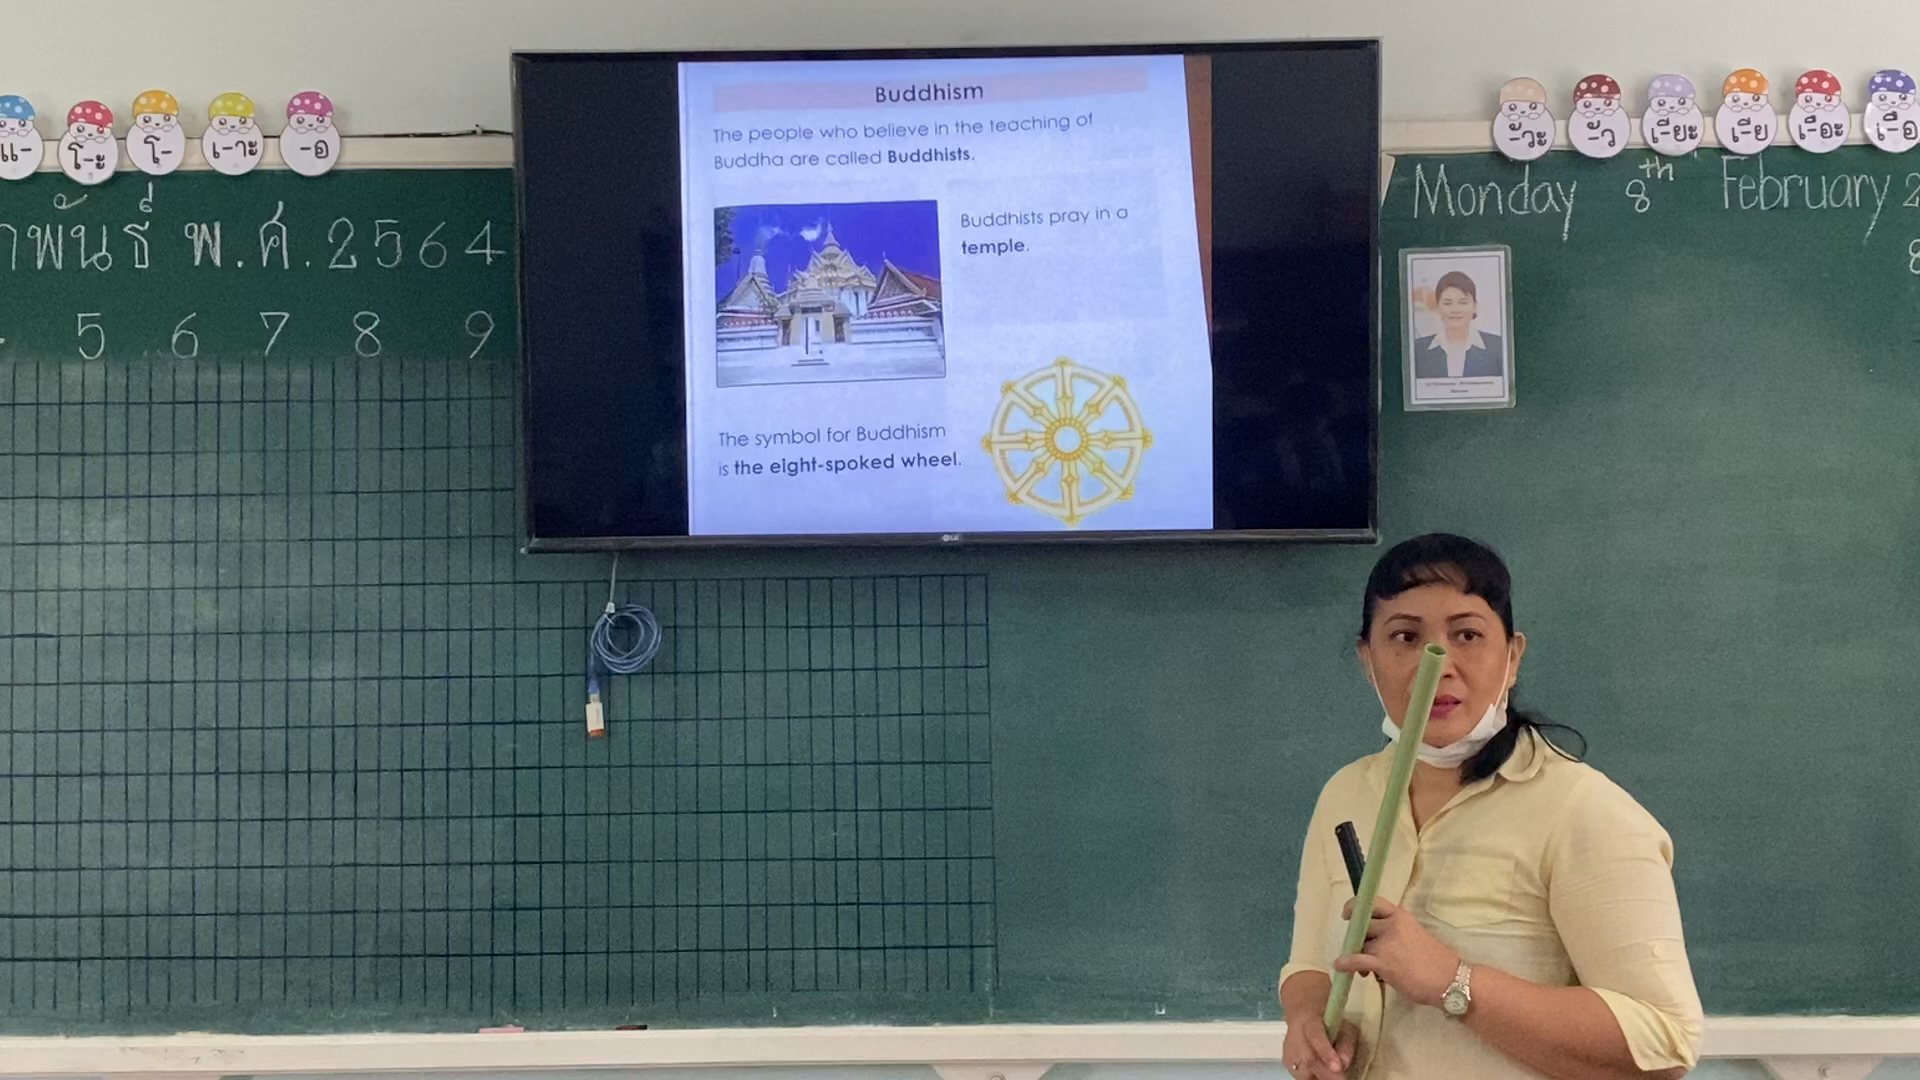 แ-
โ-ะ
โ-
เ-าะ
-อ
-ัวะ
-ัว
เ-ียะ
เ-ีย
เ-ือะ
เ-ือ
พันธ์ พ.ศ. 2564
5 6 7 8 9
Buddhism
The people who believe in the teaching of
Buddha are called Buddhists.
Buddhists pray in a
temple.
The symbol for Buddhism
is the eight-spoked wheel.
LG
Monday 8th February 2
8